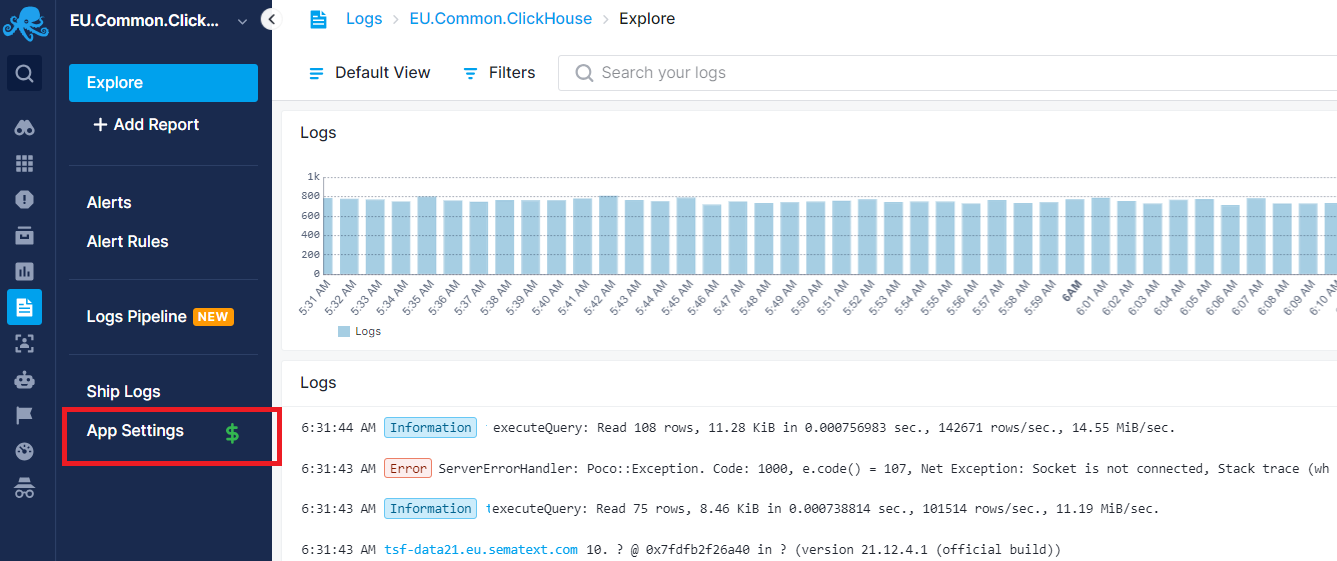 EU.Common.Click...
Explore
+ Add Report
Alerts
Alert Rules
Logs Pipeline NEW
Ship Logs
App Settings $
Logs > EU.Common.ClickHouse > Explore
Default View Filters Search your logs
Logs
1k
800
600
400
200
0
5:31 AM 5:32 AM 5:33 AM 5:34 AM 5:35 AM 5:36 AM 5:37 AM 5:38 AM 5:39 AM 5:40 AM 5:41 AM 5:42 AM 5:43 AM 5:44 AM 5:45 AM 5:46 AM 5:47 AM 5:48 AM 5:49 AM 5:50 AM 5:51 AM 5:52 AM 5:53 AM 5:54 AM 5:55 AM 5:56 AM 5:57 AM 5:58 AM 5:59 AM 6AM 6:01 AM 6:02 AM 6:03 AM 6:04 AM 6:05 AM 6:06 AM 6:07 AM 6:08 AM 6:09 AM 6:10 AM
Logs
Logs
6:31:44 AM Information executeQuery: Read 108 rows, 11.28 KiB in 0.000756983 sec., 142671 rows/sec., 14.55 MiB/sec.
6:31:43 AM Error ServerErrorHandler: Poco::Exception. Code: 1000, e.code() = 107, Net Exception: Socket is not connected, Stack trace (wh
6:31:43 AM Information executeQuery: Read 75 rows, 8.46 KiB in 0.000738814 sec., 101514 rows/sec., 11.19 MiB/sec.
6:31:43 AM tsf-data21.eu.sematext.com 10. ? @ 0x7fdfb2f26a40 in ? (version 21.12.4.1 (official build))